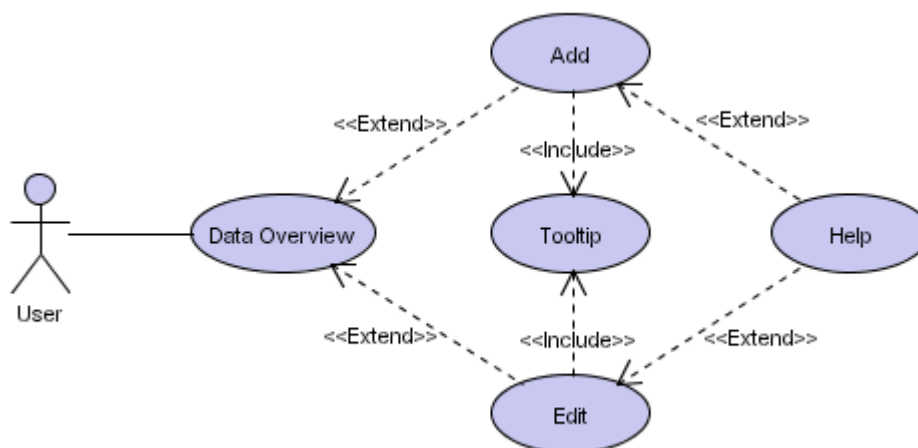 Add
<<Extend>>
<<Extend>>
<<Include>>
Data Overview
Tooltip
Help
User
<<Extend>>
<<Include>>
<<Extend>>
Edit